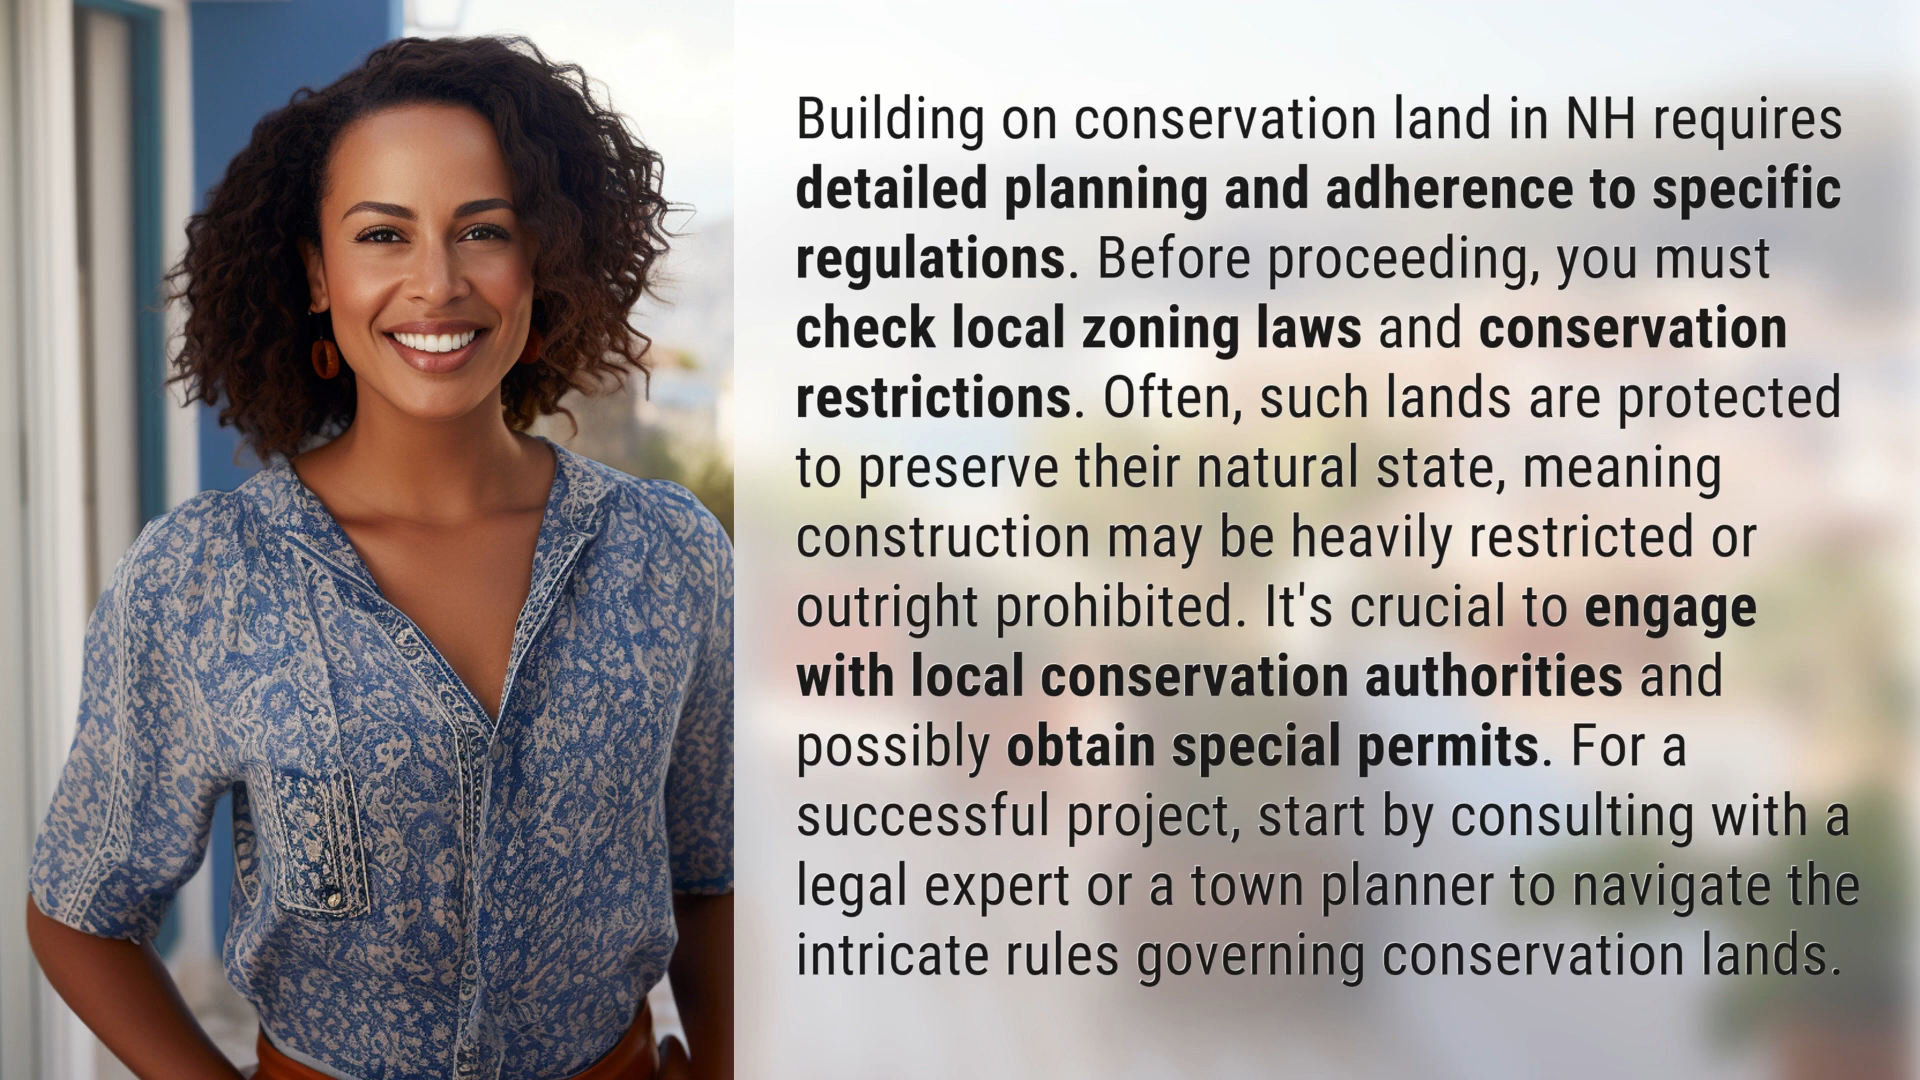 Building on conservation land in NH requires
detailed planning and adherence to specific
regulations. Before proceeding, you must
check local zoning laws and conservation
restrictions. Often, such lands are protected
to preserve their natural state, meaning
construction may be heavily restricted or
outright prohibited. It's crucial to engage
with local conservation authorities and
possibly obtain special permits. For a
successful project, start by consulting with a
legal expert or a town planner to navigate the
intricate rules governing conservation lands.